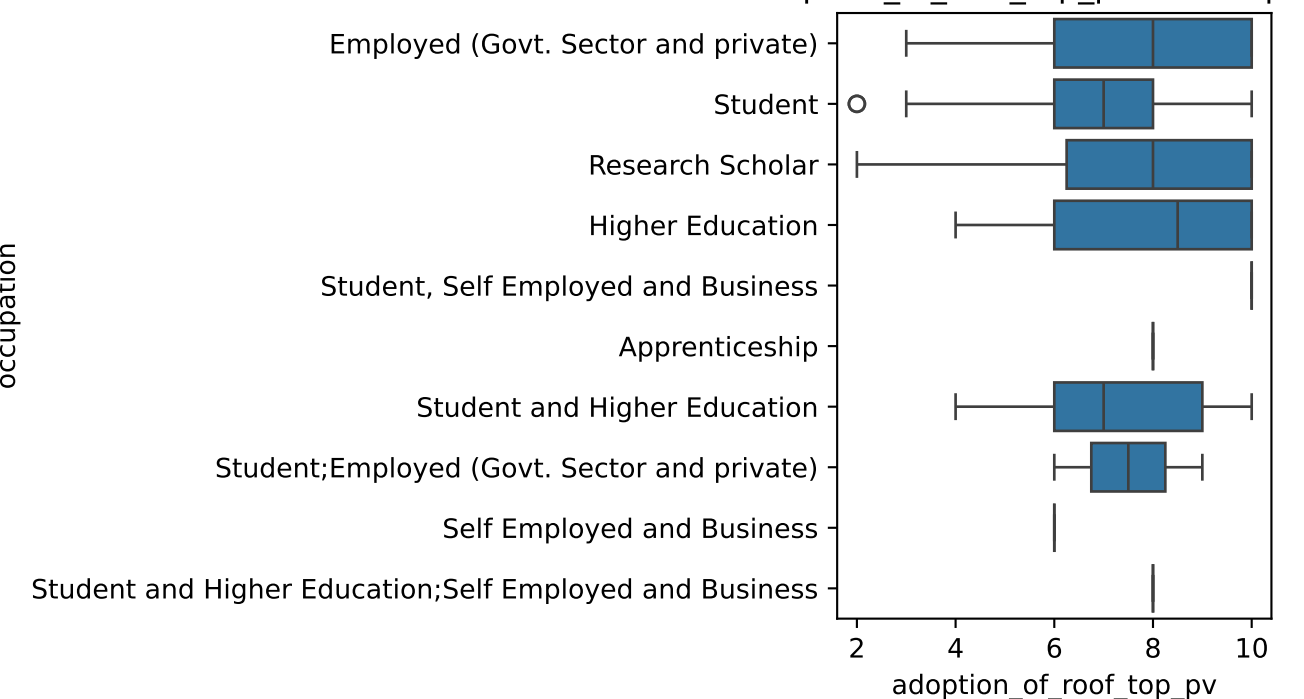 Employed (Govt. Sector and private)
Student
Research Scholar
Higher Education
Student, Self Employed and Business
Apprenticeship
Student and Higher Education
Student;Employed (Govt. Sector and private)
Self Employed and Business
Student and Higher Education;Self Employed and Business
occupation
2 4 6 8 10
adoption_of_roof_top_pv